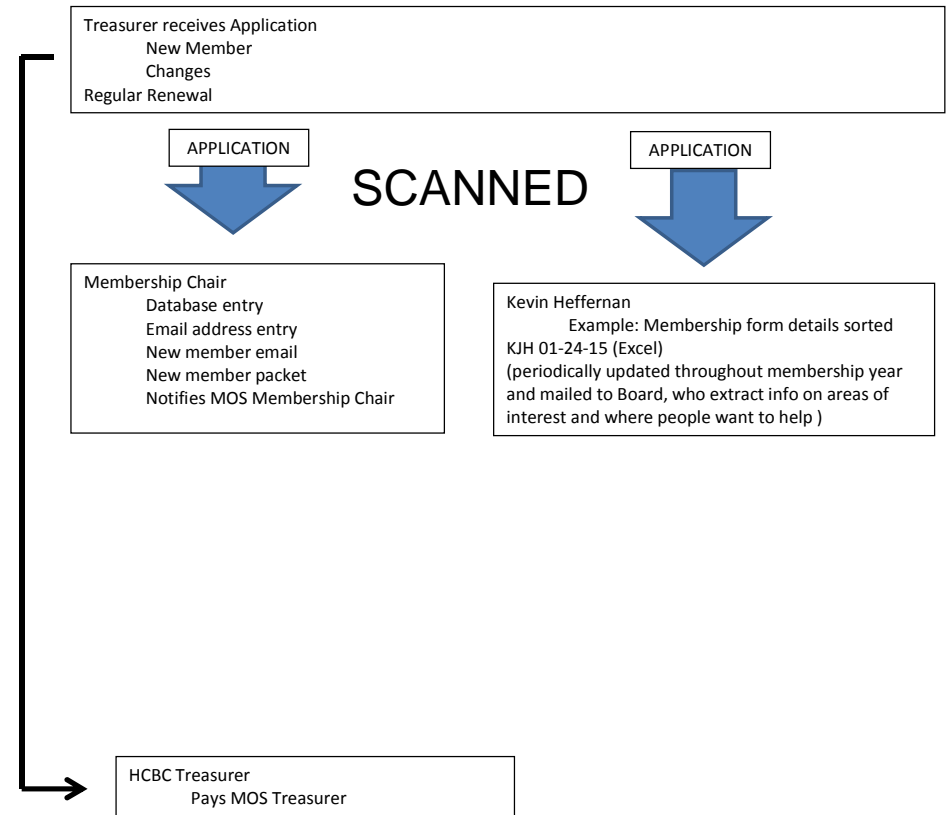 Treasurer receives Application
New Member
Changes
Regular Renewal
APPLICATION
SCANNED
APPLICATION
Membership Chair
Database entry
Email address entry
New member email
New member packet
Notifies MOS Membership Chair
Kevin Heffernan
Example: Membership form details sorted
KJH 01-24-15 (Excel)
(periodically updated throughout membership year
and mailed to Board, who extract info on areas of
interest and where people want to help )
HCBC Treasurer
Pays MOS Treasurer